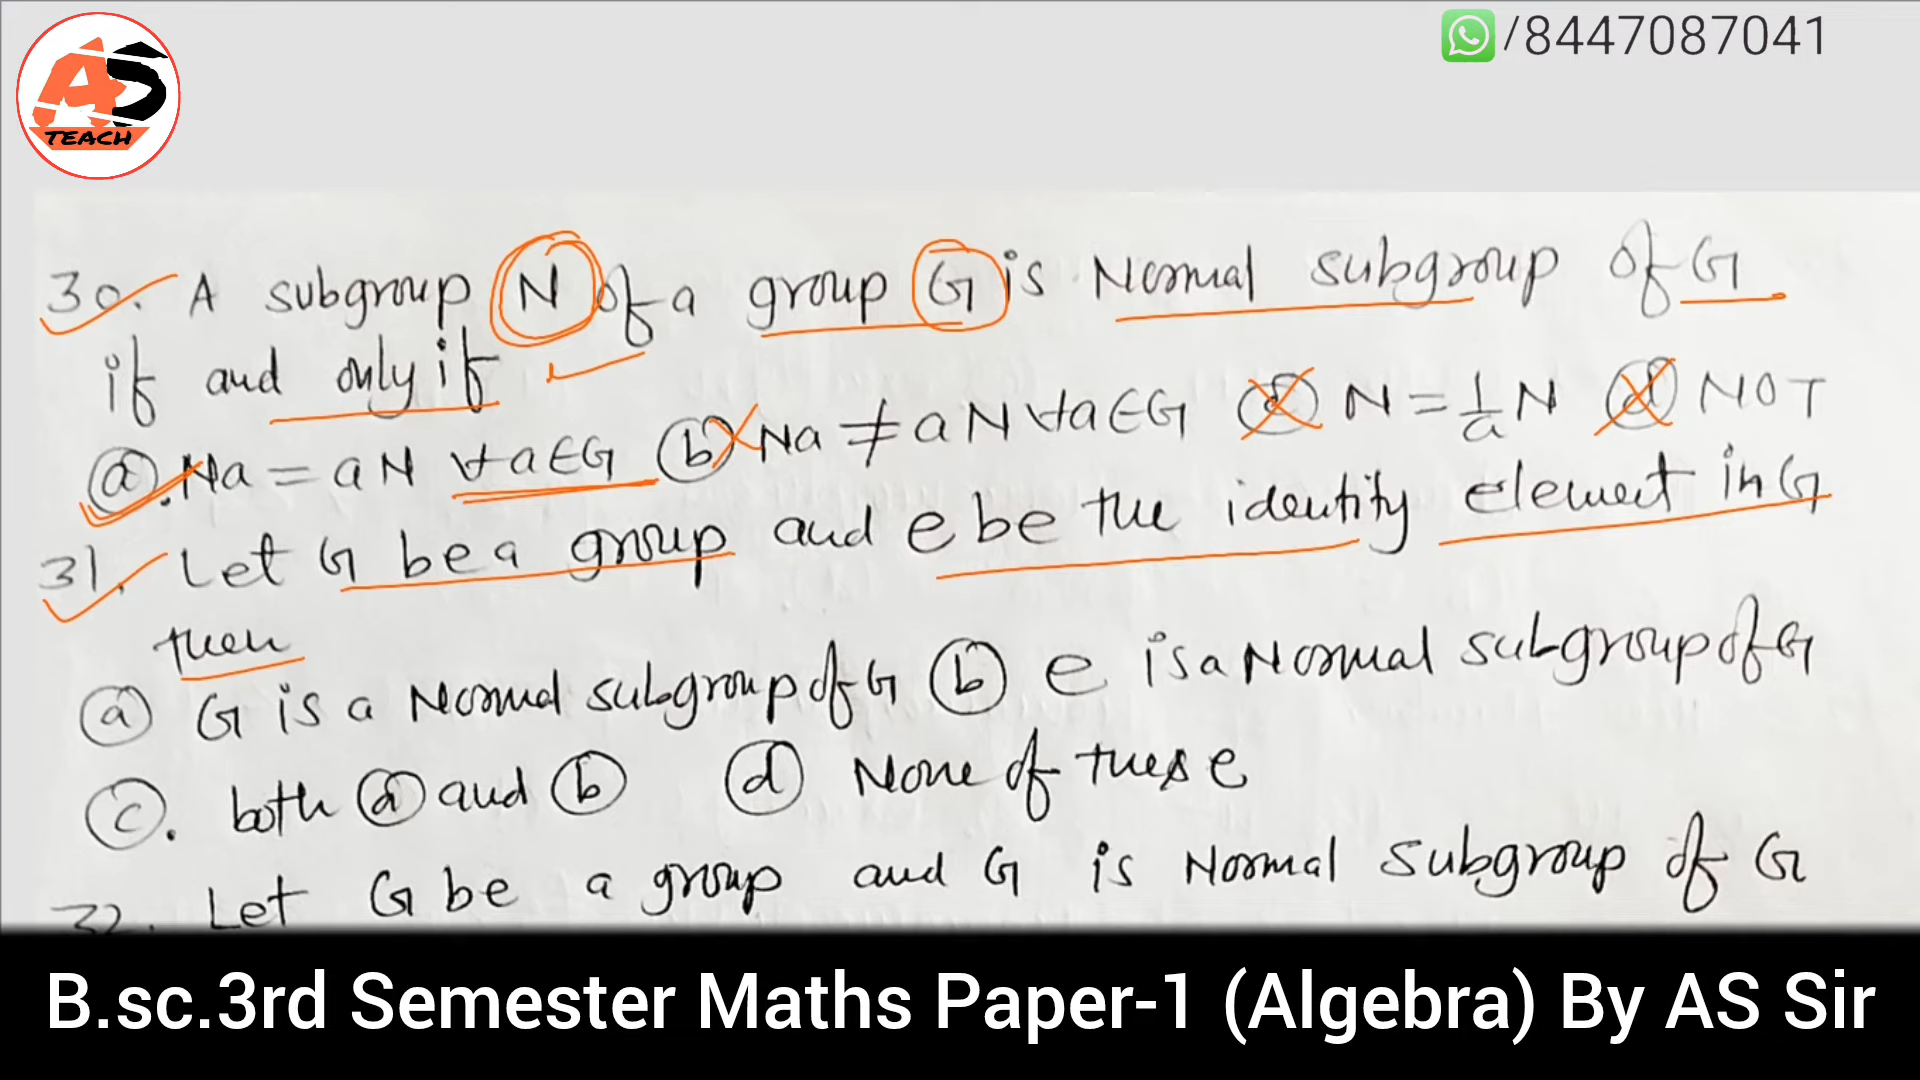 AS
TEACH
/8447087041
30. A subgroup N of a group G is Normal subgroup of G
if and only if
(a). Na = aN ∀a∈G (b) Na ≠ aN ∀a∈G (c) N = 1/a N (d) NOT
31. Let G be a group and e be the identity element in G
then
(a) G is a Normal subgroup of G (b) e is a Normal subgroup of G
(c). both (a) and (b) (d) None of these
32. Let G be a group and G is Normal subgroup of G
B.sc.3rd Semester Maths Paper-1 (Algebra) By AS Sir